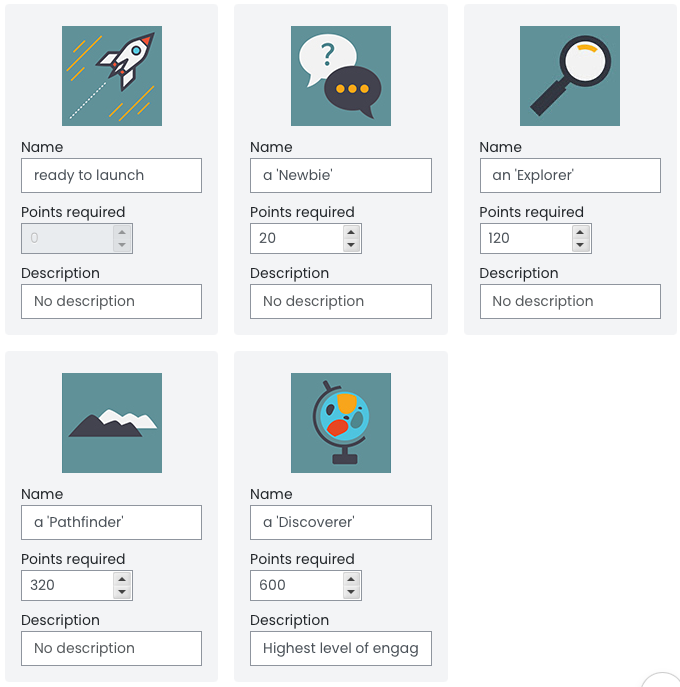 ?
Name
ready to launch
Points required
0
Description
No description
Name
a 'Newbie'
Points required
20
Description
No description
Name
an 'Explorer'
Points required
120
Description
No description
Name
a 'Pathfinder'
Points required
320
Description
No description
Name
a 'Discoverer'
Points required
600
Description
Highest level of engag